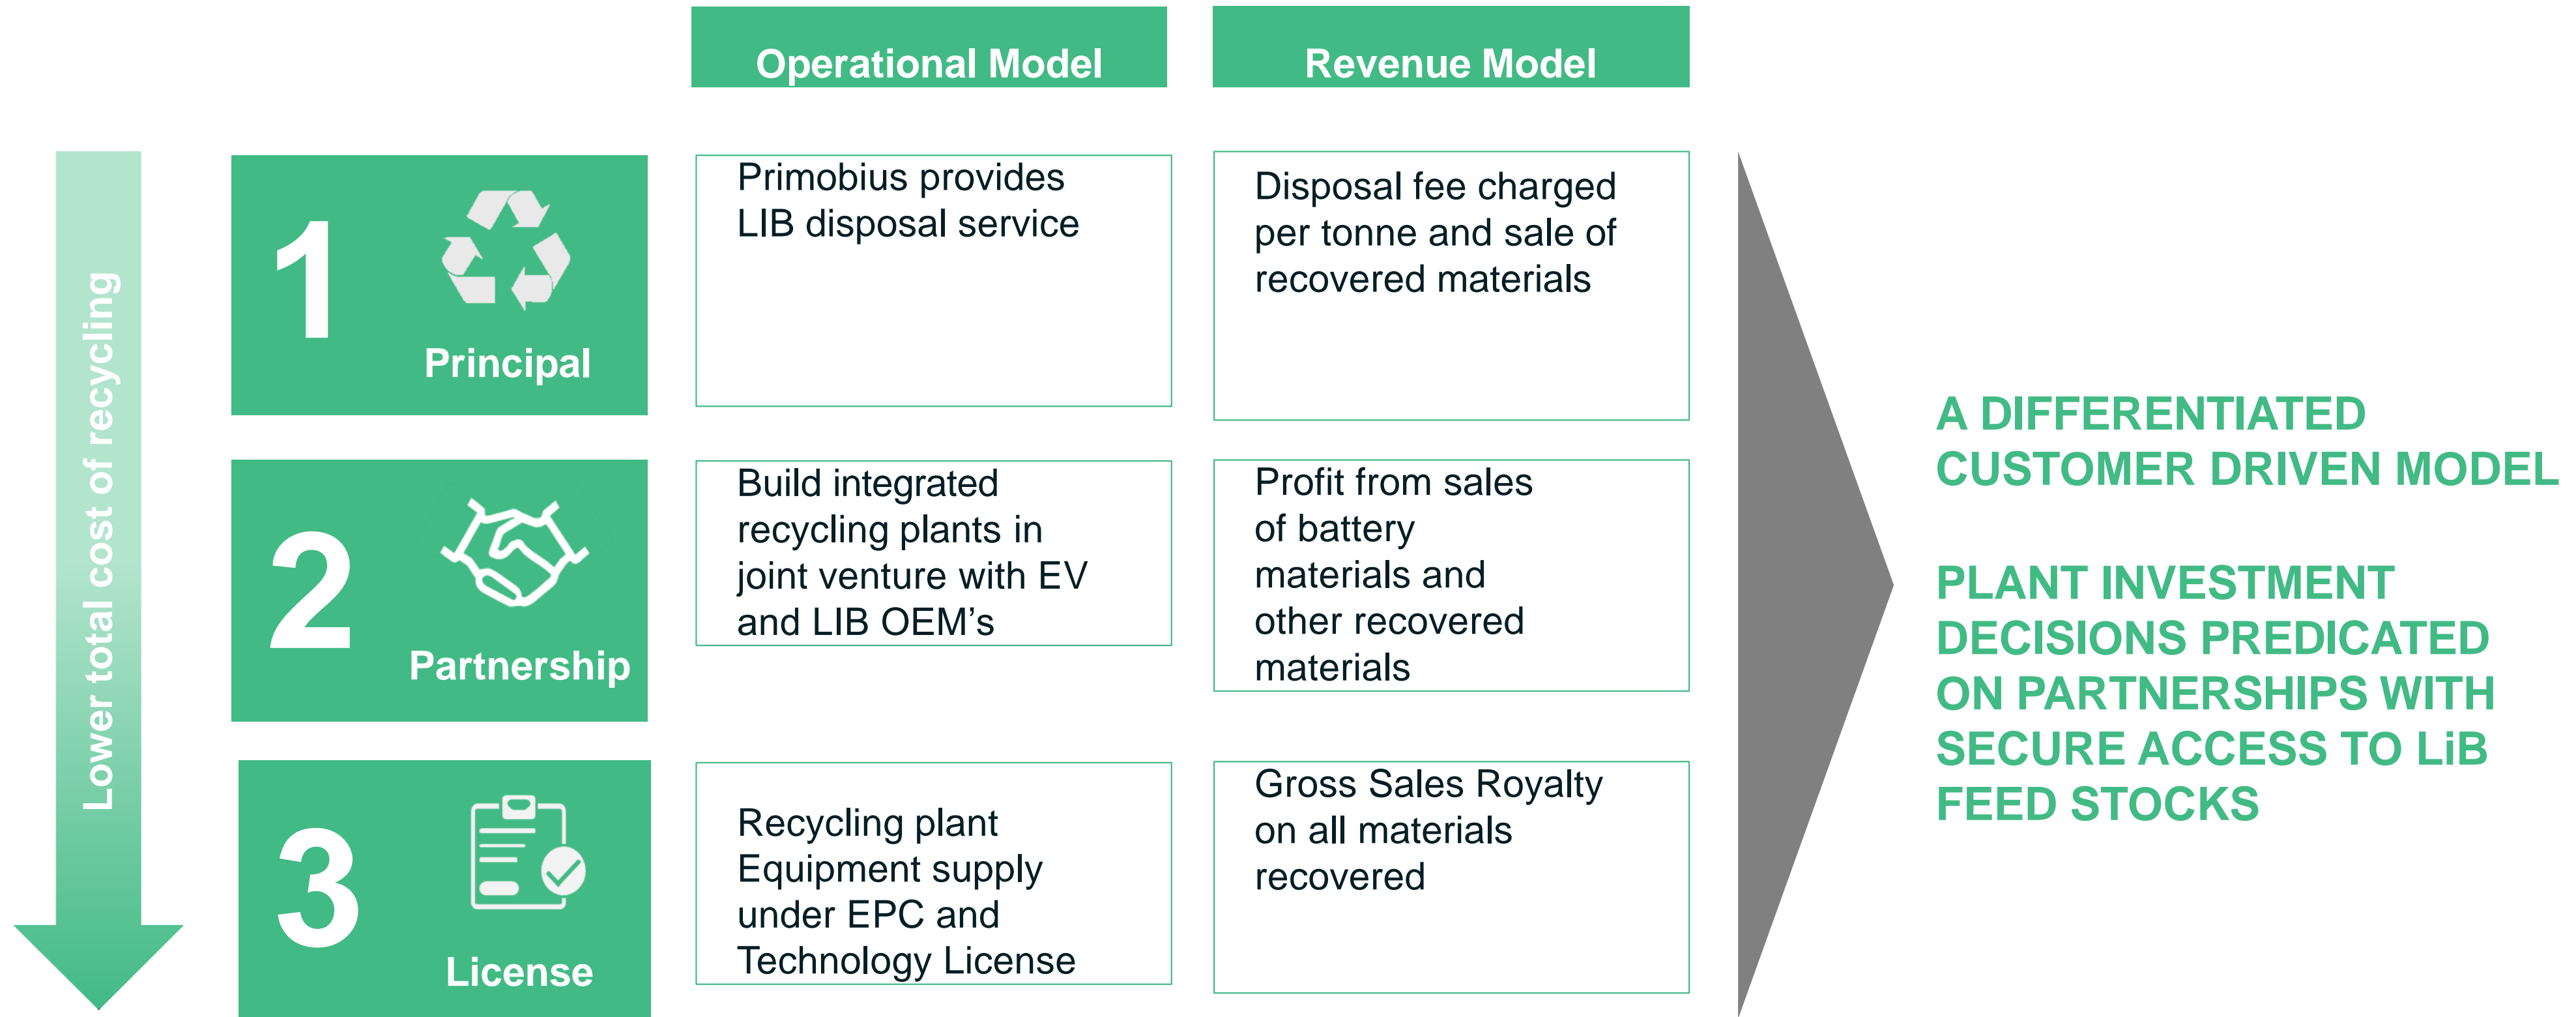 Operational Model
Revenue Model
Lower total cost of recycling
1
Principal
Primobius provides
LIB disposal service
Disposal fee charged
per tonne and sale of
recovered materials
2
Partnership
Build integrated
recycling plants in
joint venture with EV
and LIB OEM’s
Profit from sales
of battery
materials and
other recovered
materials
3
License
Recycling plant
Equipment supply
under EPC and
Technology License
Gross Sales Royalty
on all materials
recovered
A DIFFERENTIATED
CUSTOMER DRIVEN MODEL
PLANT INVESTMENT
DECISIONS PREDICATED
ON PARTNERSHIPS WITH
SECURE ACCESS TO LiB
FEED STOCKS